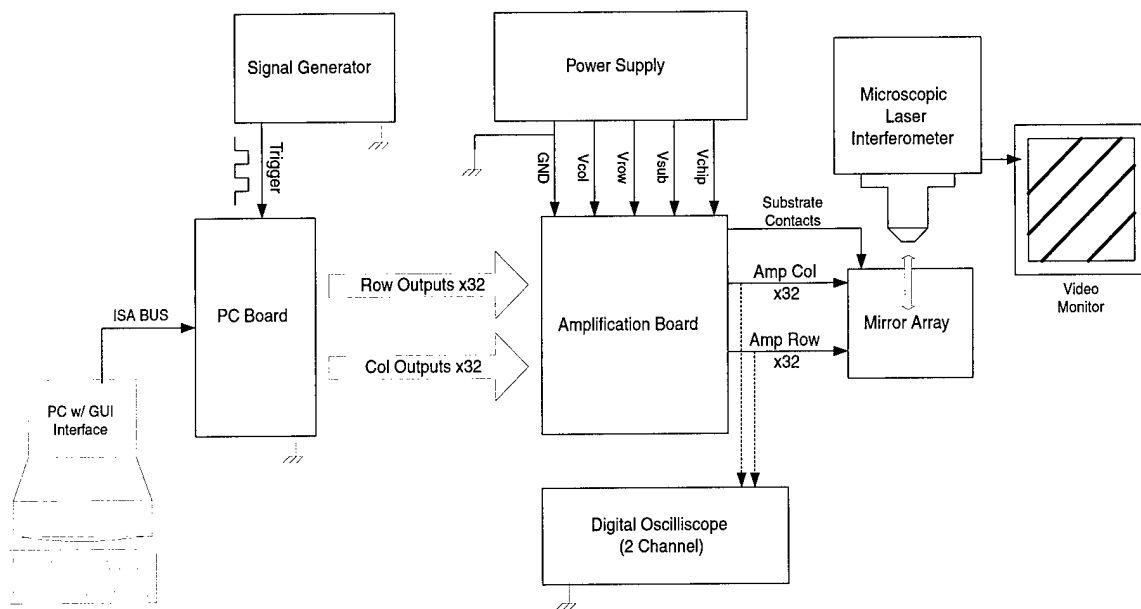 Signal Generator
Power Supply
Microscopic
Laser
Interferometer
Trigger
GND
Vcol
Vrow
Vsub
Vchip
Substrate
Contacts
Row Outputs x32
Amp Col
x32
Video
Monitor
ISA BUS
PC Board
Amplification Board
Mirror Array
Amp Row
x32
Col Outputs x32
PC w/ GUI
Interface
Digital Oscilliscope
(2 Channel)